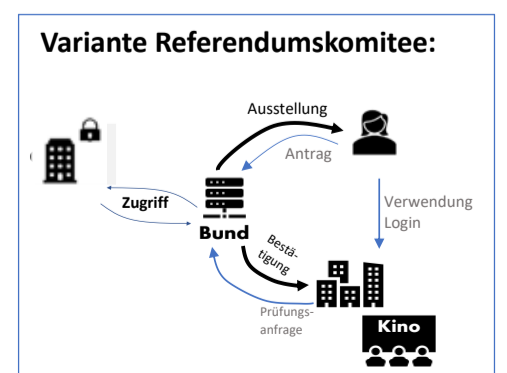 Variante Referendumskomitee:
Ausstellung
Antrag
Zugriff
Bund
Verwendung
Login
Bestä-
tigung
Prüfungs-
anfrage
Kino